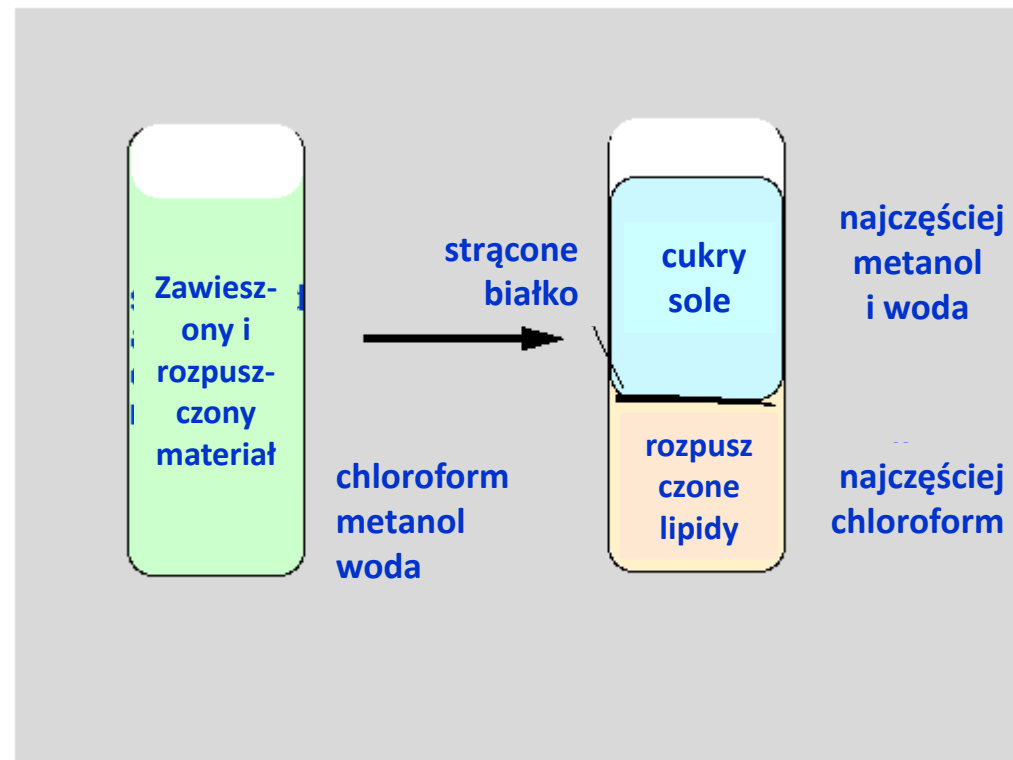 Zawiesz-
ony i
rozpusz-
czony
materiał
chloroform
metanol
woda
strącone
białko
cukry
sole
rozpusz
czone
lipidy
najczęściej
metanol
i woda
najczęściej
chloroform